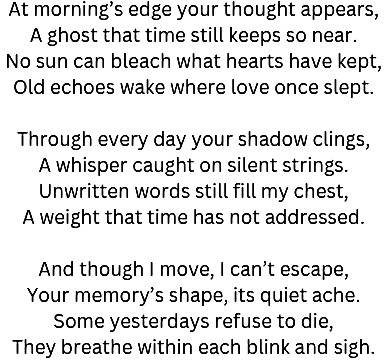 At morning’s edge your thought appears,
A ghost that time still keeps so near.
No sun can bleach what hearts have kept,
Old echoes wake where love once slept.

Through every day your shadow clings,
A whisper caught on silent strings.
Unwritten words still fill my chest,
A weight that time has not addressed.

And though I move, I can’t escape,
Your memory’s shape, its quiet ache.
Some yesterdays refuse to die,
They breathe within each blink and sigh.